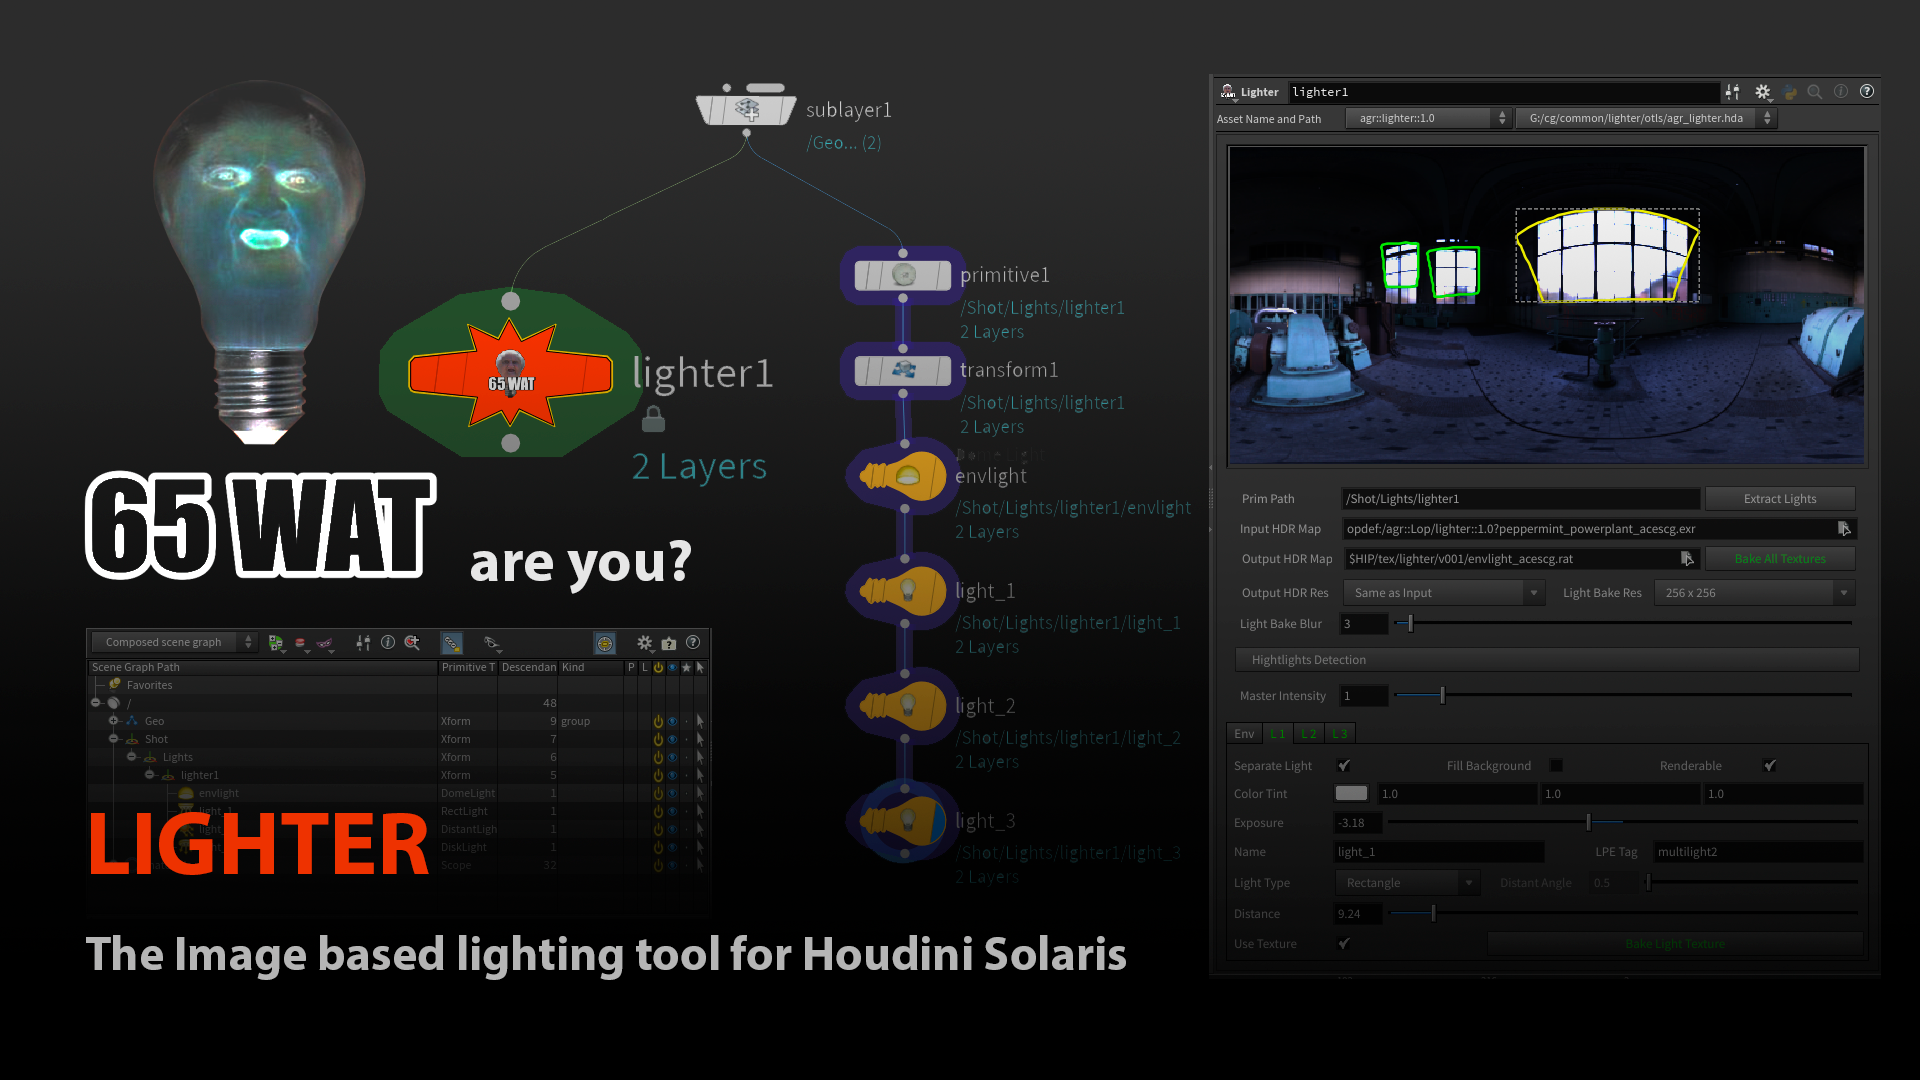 65 WAT
are you?
LIGHTER
The Image based lighting tool for Houdini Solaris
sublayer1
/Geo... (2)
65 WAT
lighter1
2 Layers
primitive1
/Shot/Lights/lighter1
2 Layers
transform1
/Shot/Lights/lighter1
2 Layers
envlight
/Shot/Lights/lighter1/envlight
2 Layers
light_1
/Shot/Lights/lighter1/light_1
2 Layers
light_2
/Shot/Lights/lighter1/light_2
2 Layers
light_3
/Shot/Lights/lighter1/light_3
2 Layers
Composed scene graph
Scene Graph Path Primitive T Descendan Kind P L
Favorites
/ 48
Geo Xform 9 group
Shot Xform 7
Lights Xform 6
lighter1 Xform 5
envlight DomeLight 1
light_1 RectLight 1
light DistantLigh 1
DiskLight 1
Scope 32
Lighter lighter1
Asset Name and Path agr::lighter::1.0 G:/cg/common/lighter/otls/agr_lighter.hda
Prim Path /Shot/Lights/lighter1 Extract Lights
Input HDR Map opdef:/agr::Lop/lighter::1.0?peppermint_powerplant_acescg.exr
Output HDR Map $HIP/tex/lighter/v001/envlight_acescg.rat Bake All Textures
Output HDR Res Same as Input Light Bake Res 256 x 256
Light Bake Blur 3
Hightlights Detection
Master Intensity 1
Env L1 L2 L3
Separate Light Fill Background Renderable
Color Tint 1.0 1.0 1.0
Exposure -3.18
Name light_1 LPE Tag multilight2
Light Type Rectangle Distant Angle 0.5
Distance 9.24
Use Texture Bake Light Texture